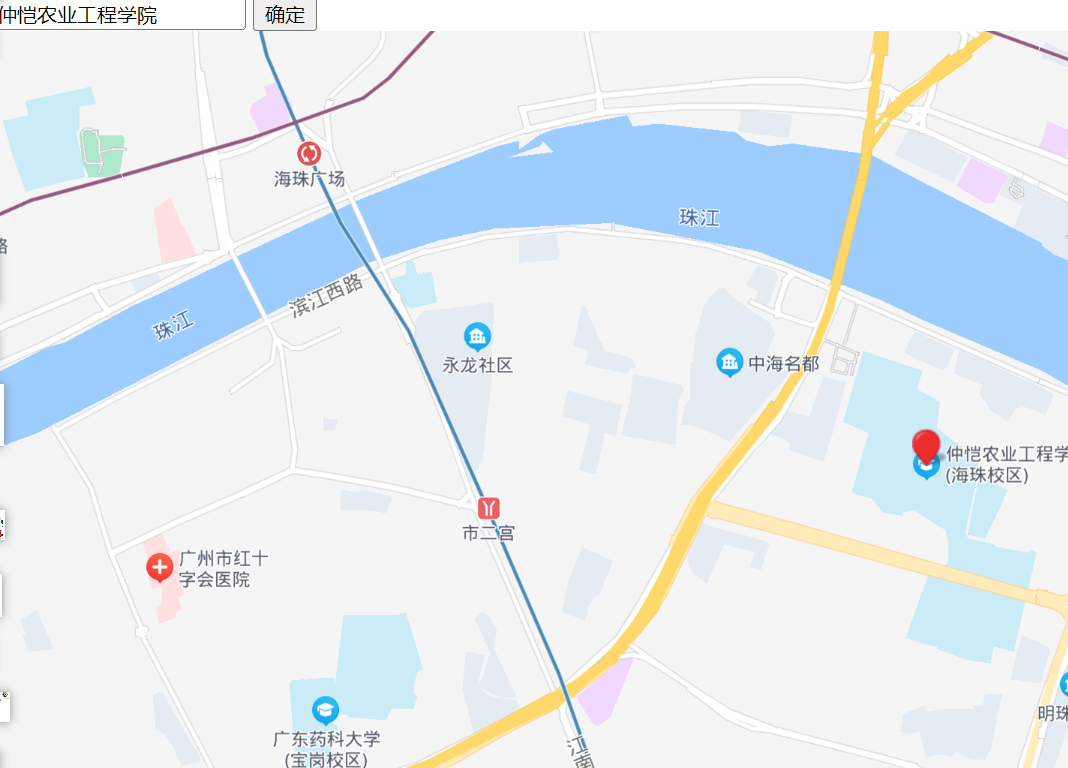 仲恺农业工程学院
确定
海珠广场
珠江
路
滨江西路
珠江
永龙社区
中海名都
仲恺农业工程学
(海珠校区)
市二宫
广州市红十
字会医院
广东药科大学
(宝岗校区)
明珠
江南